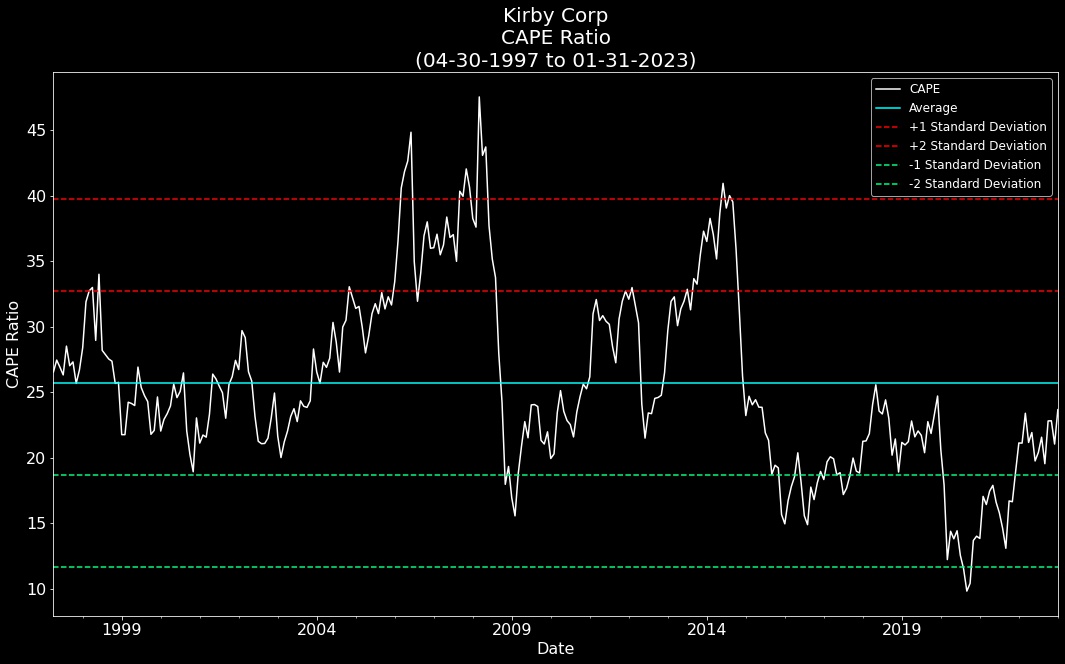 Kirby Corp
CAPE Ratio
(04-30-1997 to 01-31-2023)
CAPE
Average
+1 Standard Deviation
+2 Standard Deviation
-1 Standard Deviation
-2 Standard Deviation
CAPE Ratio
45
40
35
30
25
20
15
10
1999 2004 2009 2014 2019
Date